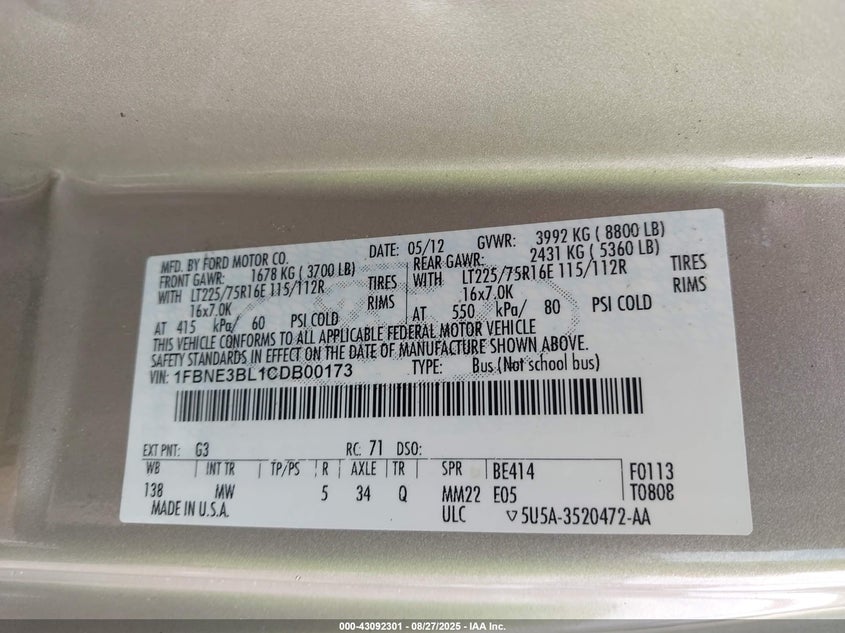 MFD. BY FORD MOTOR CO. DATE: 05/12 GVWR: 3992 KG ( 8800 LB)
FRONT GAWR: 1678 KG ( 3700 LB) REAR GAWR: 2431 KG ( 5360 LB)
WITH LT225/75R16E 115/112R TIRES WITH LT225/75R16E 115/112R TIRES
16x7.0K RIMS 16x7.0K RIMS
AT 415 kPa/ 60 PSI COLD AT 550 kPa/ 80 PSI COLD
THIS VEHICLE CONFORMS TO ALL APPLICABLE FEDERAL MOTOR VEHICLE
SAFETY STANDARDS IN EFFECT ON THE DATE OF MANUFACTURE SHOWN ABOVE.
VIN: 1FBNE3BL1CDB00173 TYPE: Bus (Not school bus)
EXT PNT: G3 RC: 71 DSO:
WB INT TR TP/PS R AXLE TR SPR BE414 F0113
138 MW 5 34 Q MM22 E05 T0808
MADE IN U.S.A. ULC ▽5U5A-3520472-AA
000-43092301 - 08/27/2025 - IAA Inc.